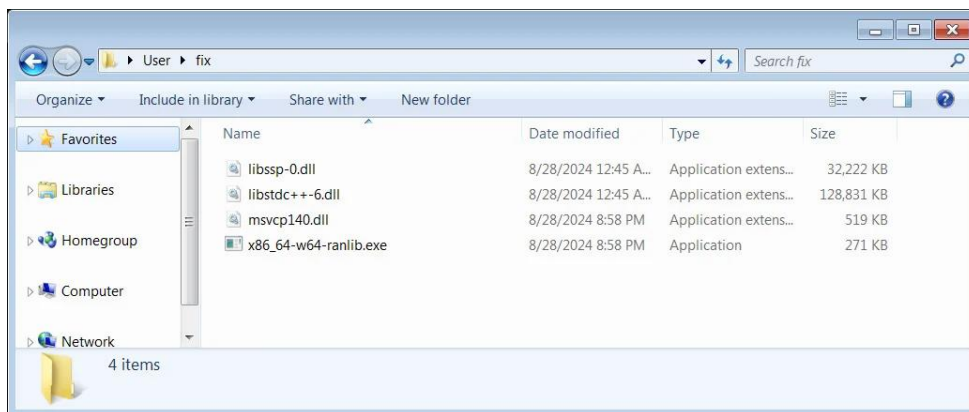 User ▸ fix
Search fix
Organize Include in library Share with New folder
Favorites
Libraries
Homegroup
Computer
Network
Name Date modified Type Size
libssp-0.dll 8/28/2024 12:45 A... Application extens... 32,222 KB
libstdc++-6.dll 8/28/2024 12:45 A... Application extens... 128,831 KB
msvcp140.dll 8/28/2024 8:58 PM Application extens... 519 KB
x86_64-w64-ranlib.exe 8/28/2024 8:58 PM Application 271 KB
4 items